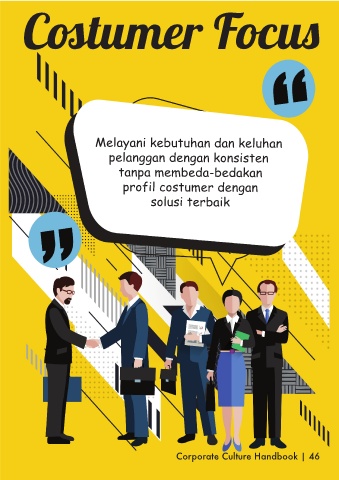 Costumer Focus
Melayani kebutuhan dan keluhan
pelanggan dengan konsisten
tanpa membeda-bedakan
profil costumer dengan
solusi terbaik
Corporate Culture Handbook | 46